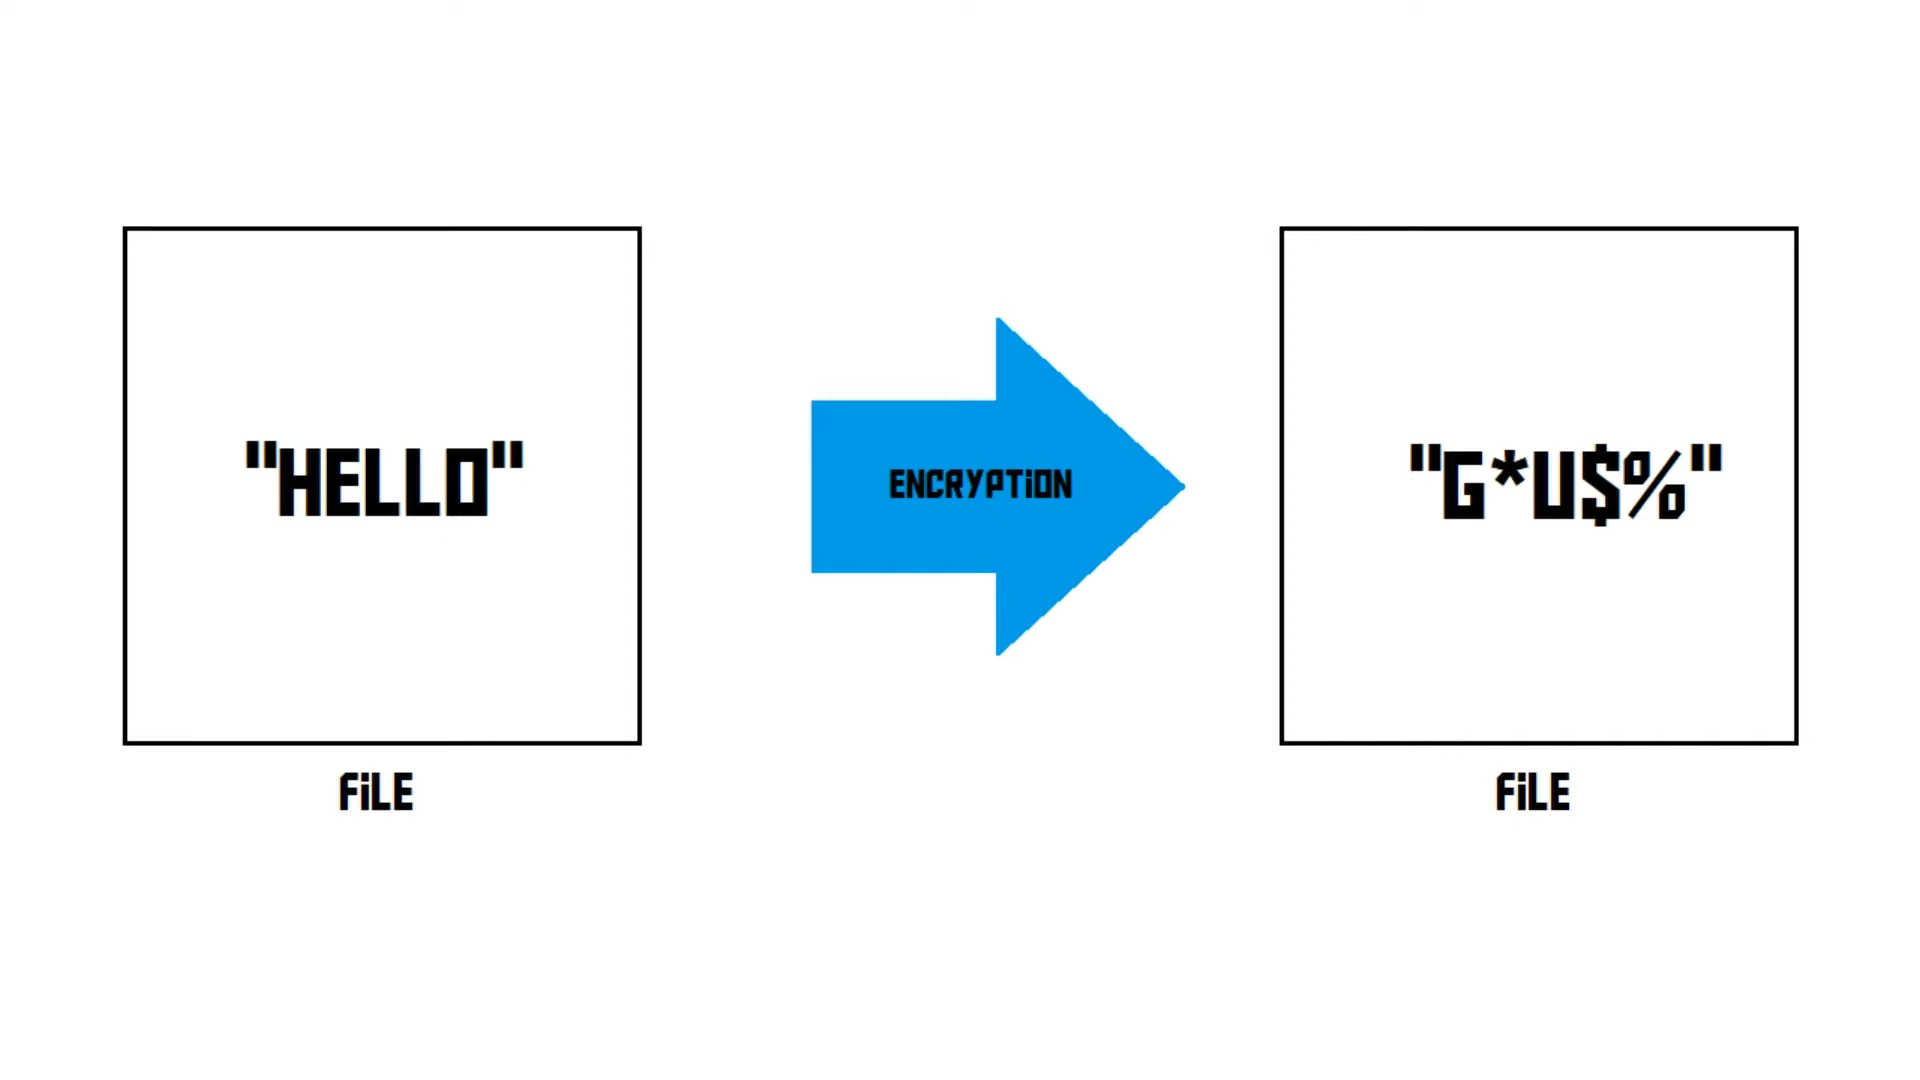 "HELLO"
ENCRYPTiON
"G*U$%"
FiLE
FiLE